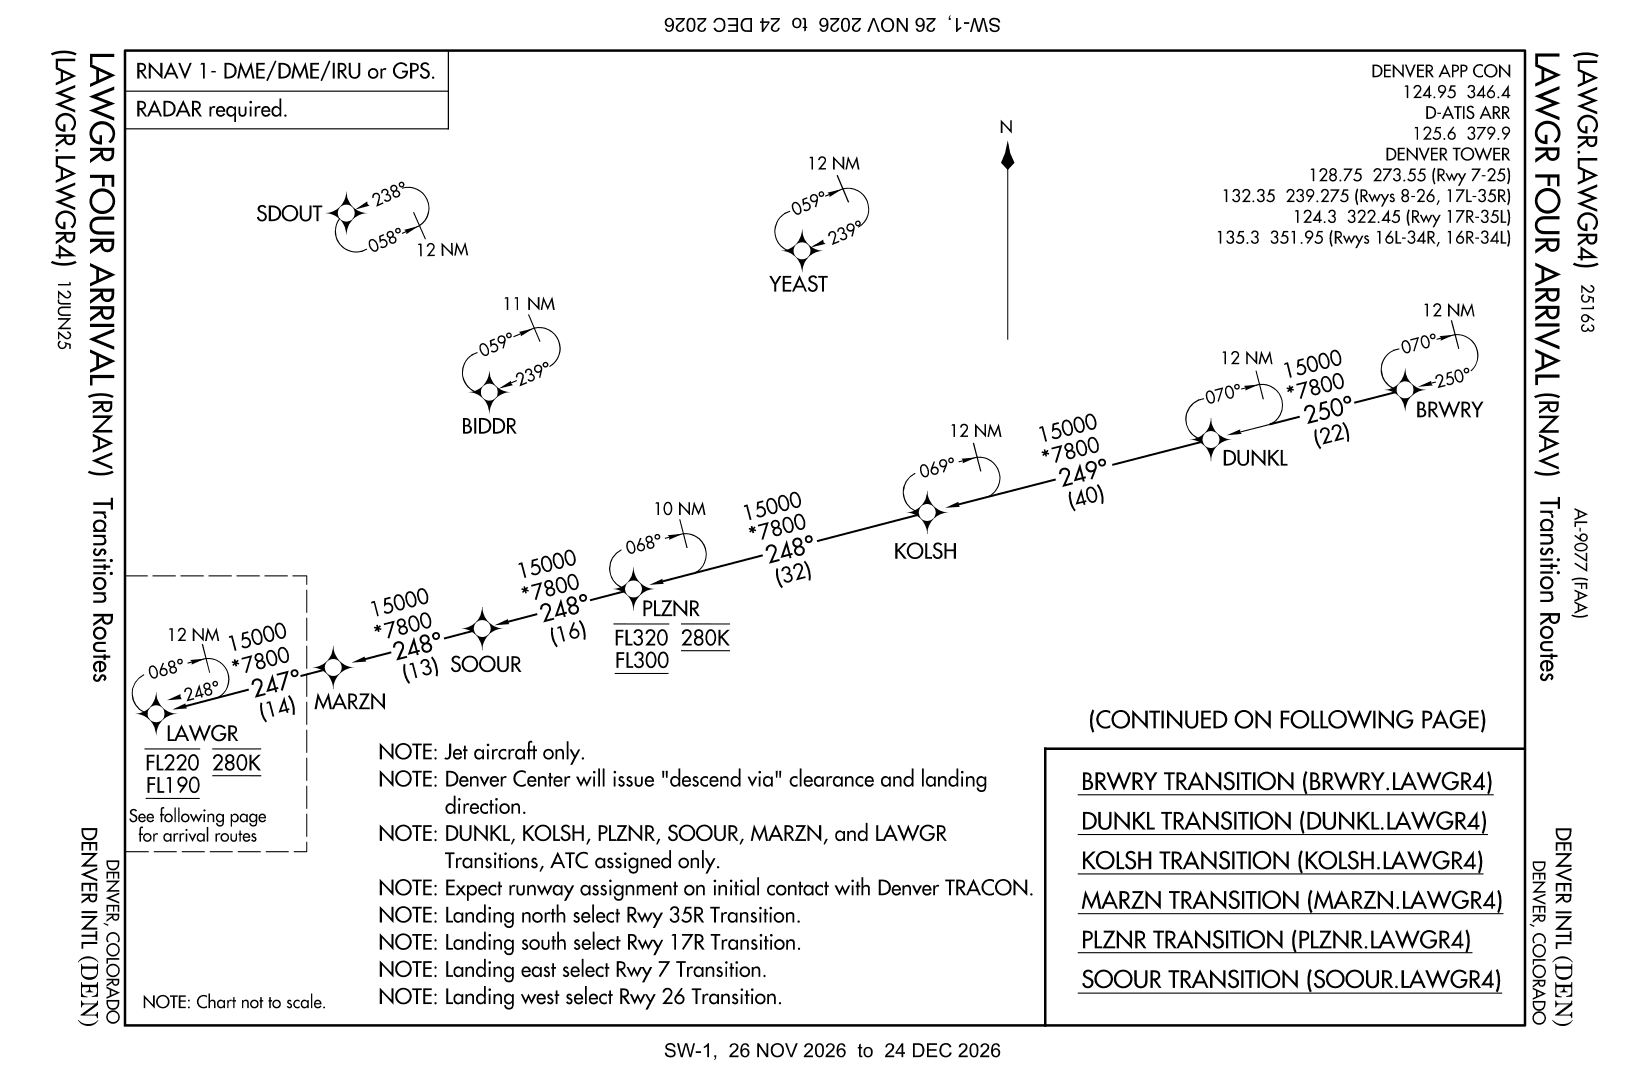 SW-1, 26 NOV 2026 to 24 DEC 2026
(LAWGR.LAWGR4) 12JUN25
LAWGR FOUR ARRIVAL (RNAV) Transition Routes
DENVER INTL (DEN)
DENVER, COLORADO
RNAV 1- DME/DME/IRU or GPS.
RADAR required.
DENVER APP CON
124.95 346.4
D-ATIS ARR
125.6 379.9
DENVER TOWER
128.75 273.55 (Rwy 7-25)
132.35 239.275 (Rwys 8-26, 17L-35R)
124.3 322.45 (Rwy 17R-35L)
135.3 351.95 (Rwys 16L-34R, 16R-34L)
N
SDOUT
238°
058°
12 NM
12 NM
059°
239°
YEAST
11 NM
059°
239°
BIDDR
12 NM
070°
250°
BRWRY
15000
*7800
250°
(22)
12 NM
070°
DUNKL
15000
*7800
249°
(40)
12 NM
069°
KOLSH
15000
*7800
248°
(32)
10 NM
068°
PLZNR
FL320 280K
FL300
15000
*7800
248°
(16)
SOOUR
15000
*7800
248°
(13)
MARZN
15000
*7800
247°
(14)
12 NM
068°
248°
LAWGR
FL220 280K
FL190
See following page
for arrival routes
NOTE: Jet aircraft only.
NOTE: Denver Center will issue "descend via" clearance and landing
direction.
NOTE: DUNKL, KOLSH, PLZNR, SOOUR, MARZN, and LAWGR
Transitions, ATC assigned only.
NOTE: Expect runway assignment on initial contact with Denver TRACON.
NOTE: Landing north select Rwy 35R Transition.
NOTE: Landing south select Rwy 17R Transition.
NOTE: Landing east select Rwy 7 Transition.
NOTE: Landing west select Rwy 26 Transition.
NOTE: Chart not to scale.
(CONTINUED ON FOLLOWING PAGE)
BRWRY TRANSITION (BRWRY.LAWGR4)
DUNKL TRANSITION (DUNKL.LAWGR4)
KOLSH TRANSITION (KOLSH.LAWGR4)
MARZN TRANSITION (MARZN.LAWGR4)
PLZNR TRANSITION (PLZNR.LAWGR4)
SOOUR TRANSITION (SOOUR.LAWGR4)
(LAWGR.LAWGR4) 25163
LAWGR FOUR ARRIVAL (RNAV) Transition Routes
AL-9077 (FAA)
DENVER INTL (DEN)
DENVER, COLORADO
SW-1, 26 NOV 2026 to 24 DEC 2026